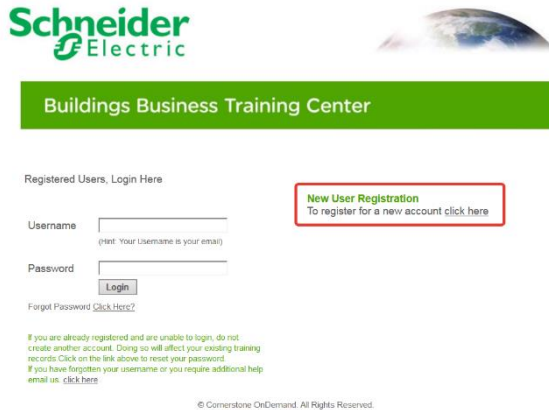 Schneider
Electric
Buildings Business Training Center
Registered Users, Login Here
New User Registration
To register for a new account click here
Username
(Hint: Your Username is your email)
Password
Login
Forgot Password Click Here?
If you are already registered and are unable to login, do not
create another account. Doing so will affect your existing training
records.Click on the link above to reset your password.
If you have forgotten your username or you require additional help
email us. click here
© Cornerstone OnDemand. All Rights Reserved.